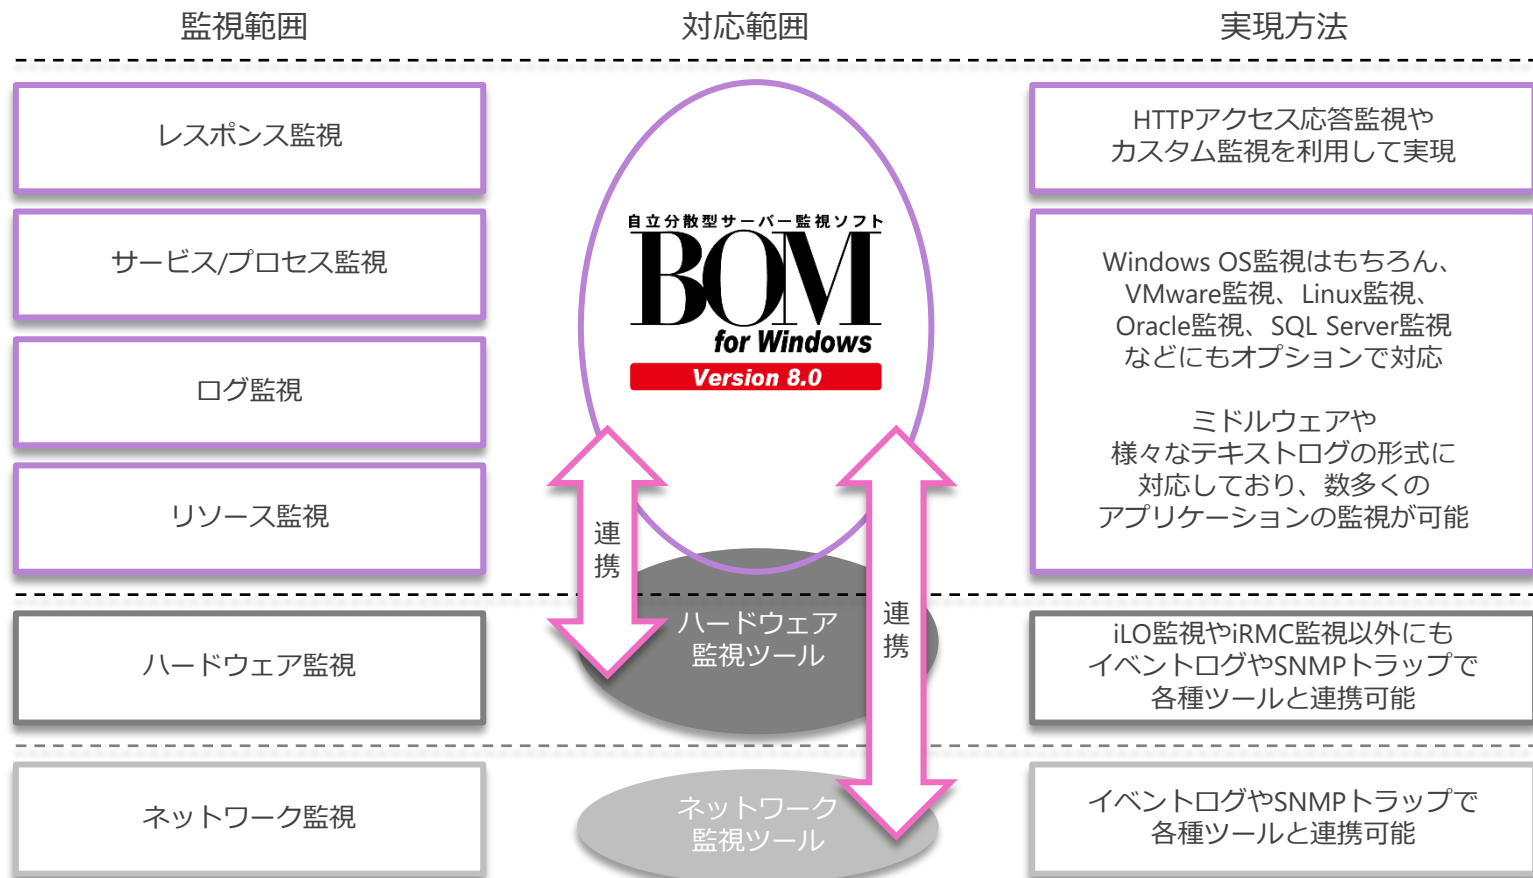 監視範囲
対応範囲
実現方法
レスポンス監視
サービス/プロセス監視
ログ監視
リソース監視
ハードウェア監視
ネットワーク監視
自立分散型サーバー監視ソフト
BOM
for Windows
Version 8.0
連
携
連
携
ハードウェア
監視ツール
ネットワーク
監視ツール
HTTPアクセス応答監視や
カスタム監視を利用して実現
Windows OS監視はもちろん、
VMware監視、Linux監視、
Oracle監視、SQL Server監視
などにもオプションで対応
ミドルウェアや
様々なテキストログの形式に
対応しており、数多くの
アプリケーションの監視が可能
iLO監視やiRMC監視以外にも
イベントログやSNMPトラップで
各種ツールと連携可能
イベントログやSNMPトラップで
各種ツールと連携可能